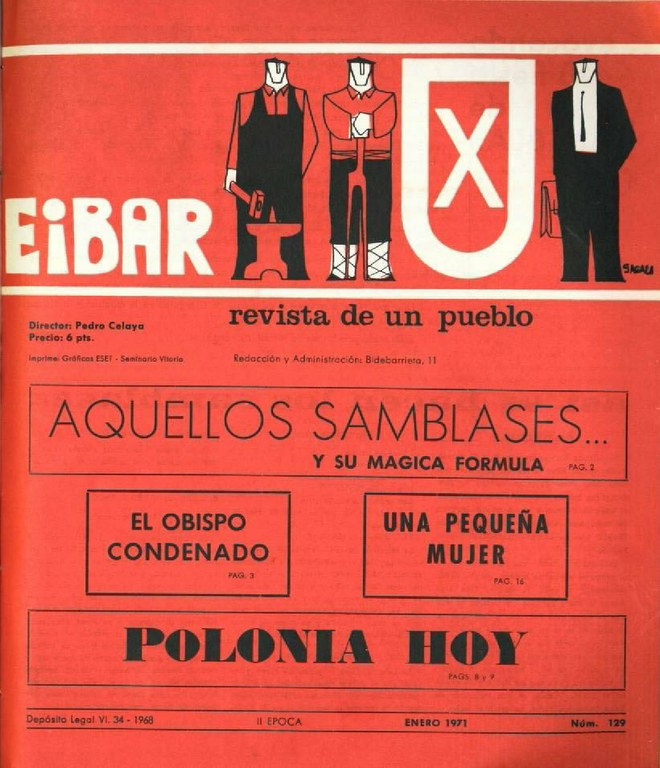 EiBAR
X
revista de un pueblo
Director: Pedro Celaya
Precio: 6 pts.
Imprime: Gráficas ESET - Seminario Vitoria
Redacción y Administración: Bidebarrieta, 11
AQUELLOS SAMBLASES...
Y SU MAGICA FORMULA PAG. 2
EL OBISPO
CONDENADO
PAG. 3
UNA PEQUEÑA
MUJER
PAG. 16
POLONIA HOY
PAGS. 8 y 9
Depósito Legal VI. 34 - 1968 II EPOCA ENERO 1971 Núm. 129